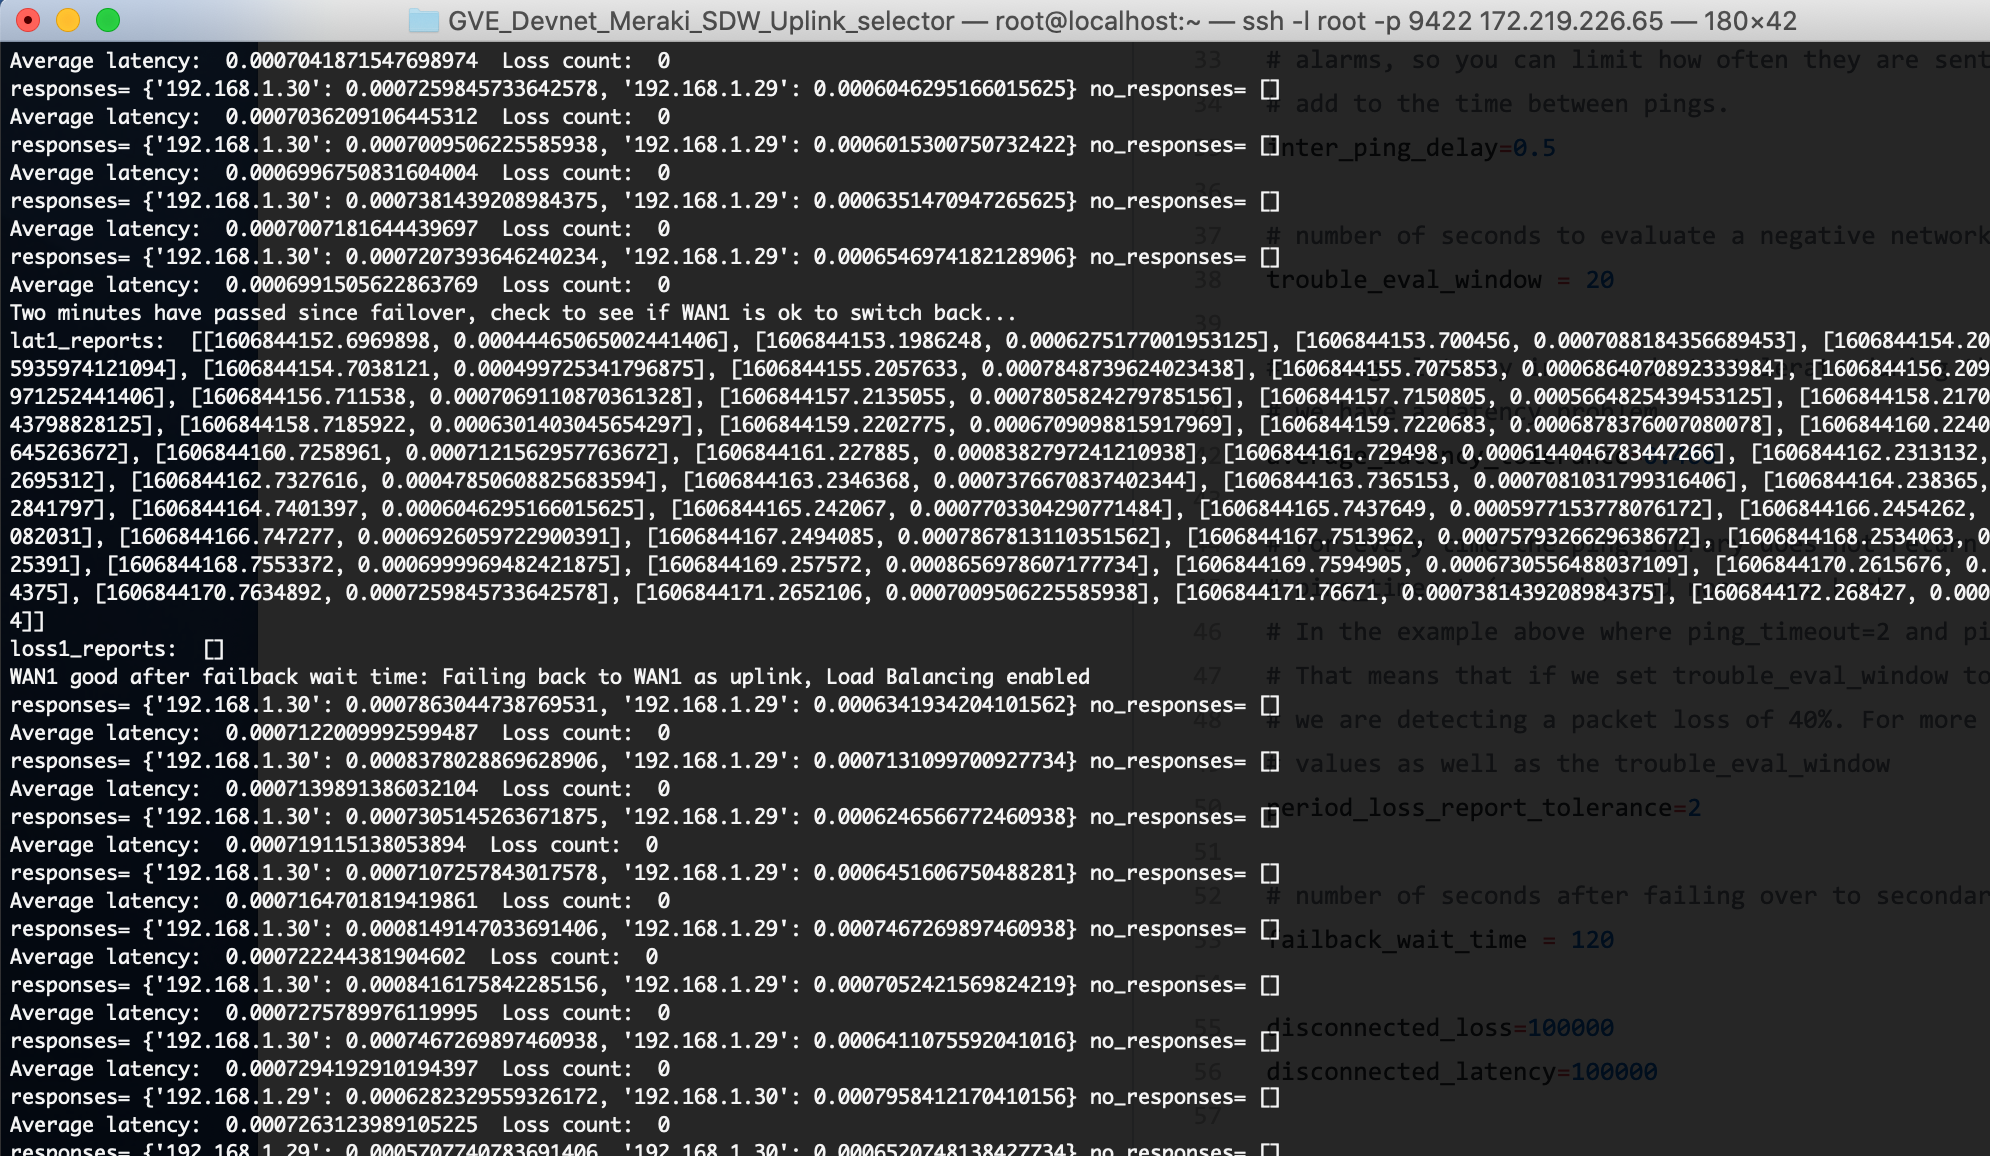 GVE_Devnet_Meraki_SDW_Uplink_selector — root@localhost:~ — ssh -l root -p 9422 172.219.226.65 — 180×42
Average latency:  0.0007041871547698974  Loss count:  0
responses= {'192.168.1.30': 0.0007259845733642578, '192.168.1.29': 0.0006046295166015625} no_responses= []
Average latency:  0.0007036209106445312  Loss count:  0
responses= {'192.168.1.30': 0.0007009506225585938, '192.168.1.29': 0.0006015300750732422} no_responses= []
Average latency:  0.0006996750831604004  Loss count:  0
responses= {'192.168.1.30': 0.0007381439208984375, '192.168.1.29': 0.0006351470947265625} no_responses= []
Average latency:  0.0007007181644439697  Loss count:  0
responses= {'192.168.1.30': 0.0007207393646240234, '192.168.1.29': 0.0006546974182128906} no_responses= []
Average latency:  0.0006991505622863769  Loss count:  0
Two minutes have passed since failover, check to see if WAN1 is ok to switch back...
lat1_reports:  [[1606844152.6969898, 0.00044465065002441406], [1606844153.1986248, 0.0006275177001953125], [1606844153.700456, 0.0007088184356689453], [1606844154.20
5935974121094], [1606844154.7038121, 0.000499725341796875], [1606844155.2057633, 0.0007848739624023438], [1606844155.7075853, 0.0006864070892333984], [1606844156.209
971252441406], [1606844156.711538, 0.0007069110870361328], [1606844157.2135055, 0.0007805824279785156], [1606844157.7150805, 0.0005664825439453125], [1606844158.2170
43798828125], [1606844158.7185922, 0.0006301403045654297], [1606844159.2202775, 0.0006709098815917969], [1606844159.7220683, 0.0006878376007080078], [1606844160.2240
645263672], [1606844160.7258961, 0.0007121562957763672], [1606844161.227885, 0.0008382797241210938], [1606844161.729498, 0.0006144046783447266], [1606844162.2313132,
2695312], [1606844162.7327616, 0.00047850608825683594], [1606844163.2346368, 0.0007376670837402344], [1606844163.7365153, 0.0007081031799316406], [1606844164.238365,
2841797], [1606844164.7401397, 0.0006046295166015625], [1606844165.242067, 0.0007703304290771484], [1606844165.7437649, 0.0005977153778076172], [1606844166.2454262,
082031], [1606844166.747277, 0.0006926059722900391], [1606844167.2494085, 0.0007867813110351562], [1606844167.7513962, 0.0007579326629638672], [1606844168.2534063, 0
25391], [1606844168.7553372, 0.0006999969482421875], [1606844169.257572, 0.0008656978607177734], [1606844169.7594905, 0.0006730556488037109], [1606844170.2615676, 0.
4375], [1606844170.7634892, 0.0007259845733642578], [1606844171.2652106, 0.0007009506225585938], [1606844171.76671, 0.0007381439208984375], [1606844172.268427, 0.000
4]]
loss1_reports:  []
WAN1 good after failback wait time: Failing back to WAN1 as uplink, Load Balancing enabled
responses= {'192.168.1.30': 0.0007863044738769531, '192.168.1.29': 0.0006341934204101562} no_responses= []
Average latency:  0.0007122009992599487  Loss count:  0
responses= {'192.168.1.30': 0.0008378028869628906, '192.168.1.29': 0.0007131099700927734} no_responses= []
Average latency:  0.0007139891386032104  Loss count:  0
responses= {'192.168.1.30': 0.0007305145263671875, '192.168.1.29': 0.0006246566772460938} no_responses= []
Average latency:  0.000719115138053894  Loss count:  0
responses= {'192.168.1.30': 0.0007107257843017578, '192.168.1.29': 0.0006451606750488281} no_responses= []
Average latency:  0.0007164701819419861  Loss count:  0
responses= {'192.168.1.30': 0.0008149147033691406, '192.168.1.29': 0.0007467269897460938} no_responses= []
Average latency:  0.000722244381904602  Loss count:  0
responses= {'192.168.1.30': 0.0008416175842285156, '192.168.1.29': 0.0007052421569824219} no_responses= []
Average latency:  0.0007275789976119995  Loss count:  0
responses= {'192.168.1.30': 0.0007467269897460938, '192.168.1.29': 0.0006411075592041016} no_responses= []
Average latency:  0.0007294192910194397  Loss count:  0
responses= {'192.168.1.29': 0.0006282329559326172, '192.168.1.30': 0.0007958412170410156} no_responses= []
Average latency:  0.0007263123989105225  Loss count:  0
responses= {'192.168.1.29': 0.0005707740783691406, '192.168.1.30': 0.0006520748138427734} no_responses= []
33 # alarms, so you can limit how often they are sent
34 # add to the time between pings.
inter_ping_delay=0.5
36
37 # number of seconds to evaluate a negative network
38 trouble_eval_window = 20
39
# we have a latency problem
average_latency_tolerance
# For every time the ping library does not return
46 # In the example above where ping_timeout=2 and pi
47 # That means that if we set trouble_eval_window to
48 # we are detecting a packet loss of 40%. For more
# values as well as the trouble_eval_window
50 period_loss_report_tolerance=2
51
52 # number of seconds after failing over to secondar
53 failback_wait_time = 120
55 disconnected_loss=100000
56 disconnected_latency=100000
57